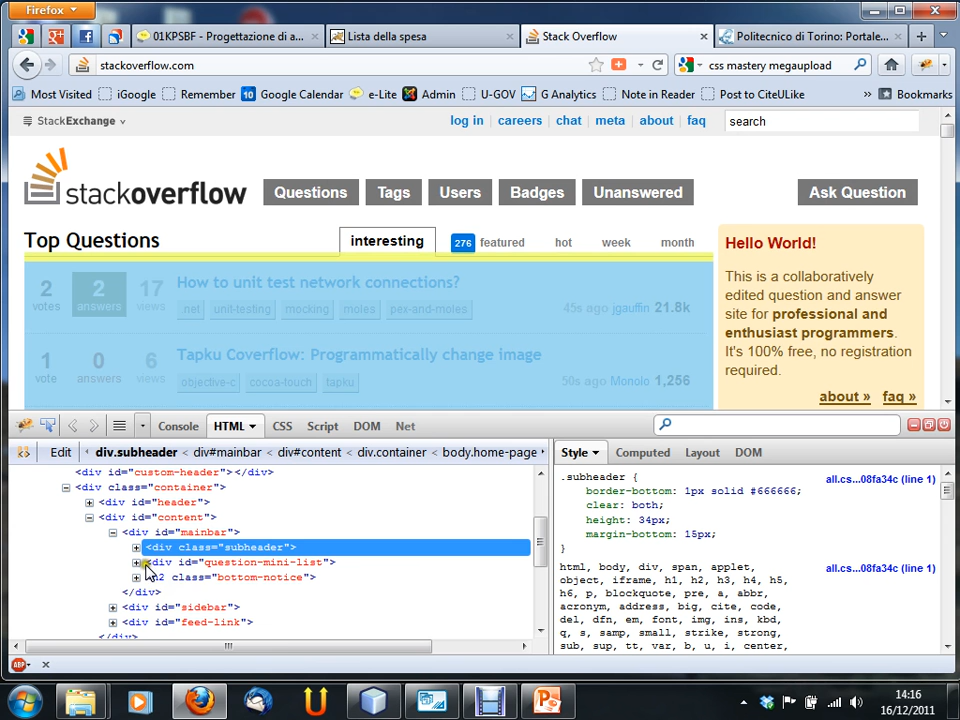 Firefox
01KPSBF - Progettazione di a...
Lista della spesa
Stack Overflow
Politecnico di Torino: Portale...
stackoverflow.com
css mastery megaupload
Most Visited
iGoogle
Remember
10 Google Calendar
e-Lite
Admin
U-GOV
G Analytics
Note in Reader
Post to CiteULike
»
Bookmarks
StackExchange
log in careers chat meta about faq
search
stackoverflow
Questions Tags Users Badges Unanswered Ask Question
Top Questions
interesting 276 featured hot week month
2 2 17 How to unit test network connections?
votes answers views
.net unit-testing mocking moles pex-and-moles 45s ago jgauffin 21.8k
1 0 6 Tapku Coverflow: Programmatically change image
vote answers views
objective-c cocoa-touch tapku 50s ago Monolo 1,256
Hello World!
This is a collaboratively
edited question and answer
site for professional and
enthusiast programmers.
It's 100% free, no registration
required.
about » faq »
Console HTML CSS Script DOM Net
Edit div.subheader < div#mainbar < div#content < div.container < body.home-page
<div id="custom-header"></div>
<div class="container">
<div id="header">
<div id="content">
<div id="mainbar">
<div class="subheader">
<div id="question-mini-list">
h2 class="bottom-notice">
</div>
<div id="sidebar">
<div id="feed-link">
</div>
Style Computed Layout DOM
.subheader { all.cs...08fa34c (line 1)
border-bottom: 1px solid #666666;
clear: both;
height: 34px;
margin-bottom: 15px;
}
html, body, div, span, applet, all.cs...08fa34c (line 1)
object, iframe, h1, h2, h3, h4, h5,
h6, p, blockquote, pre, a, abbr,
acronym, address, big, cite, code,
del, dfn, em, font, img, ins, kbd,
q, s, samp, small, strike, strong,
sub, sup, tt, var, b, u, i, center,
ABP
14:16
16/12/2011